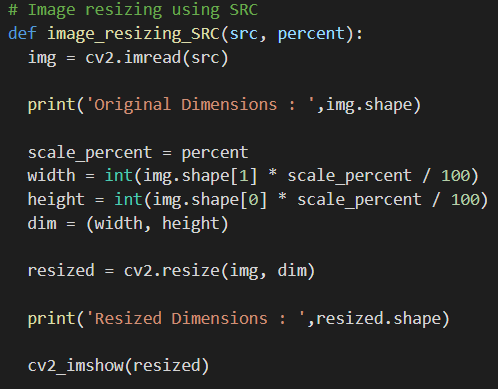 # Image resizing using SRC
def image_resizing_SRC(src, percent):
  img = cv2.imread(src)

  print('Original Dimensions : ',img.shape)

  scale_percent = percent
  width = int(img.shape[1] * scale_percent / 100)
  height = int(img.shape[0] * scale_percent / 100)
  dim = (width, height)

  resized = cv2.resize(img, dim)

  print('Resized Dimensions : ',resized.shape)

  cv2_imshow(resized)